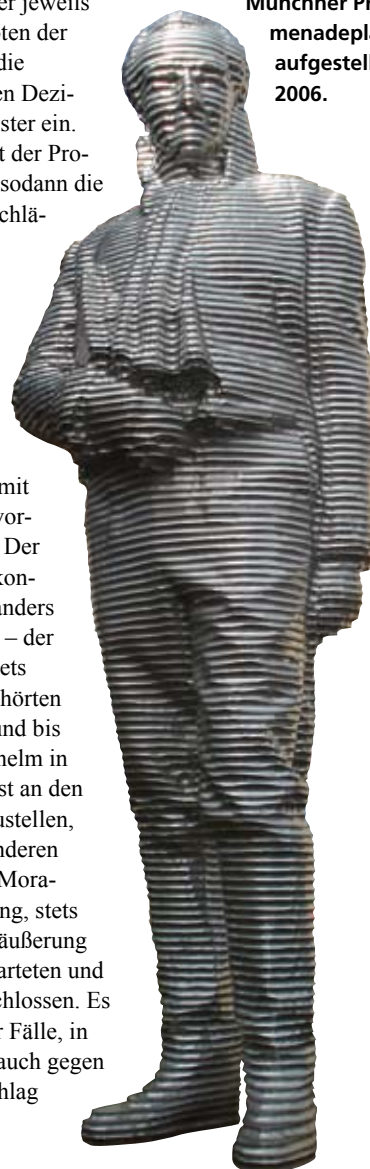 er jeweils
oten der
die
en Dezi-
ster ein.
t der Pro-
sodann die
chlä-
mit
vor-
Der
kon-
anders
– der
ets
hörten
und bis
helm in
st an den
ustellen,
nderen
Mora-
ng, stets
äußerung
arteten und
chlossen. Es
r Fälle, in
auch gegen
hlag
Münchner Pr
menadepla
aufgestell
2006.